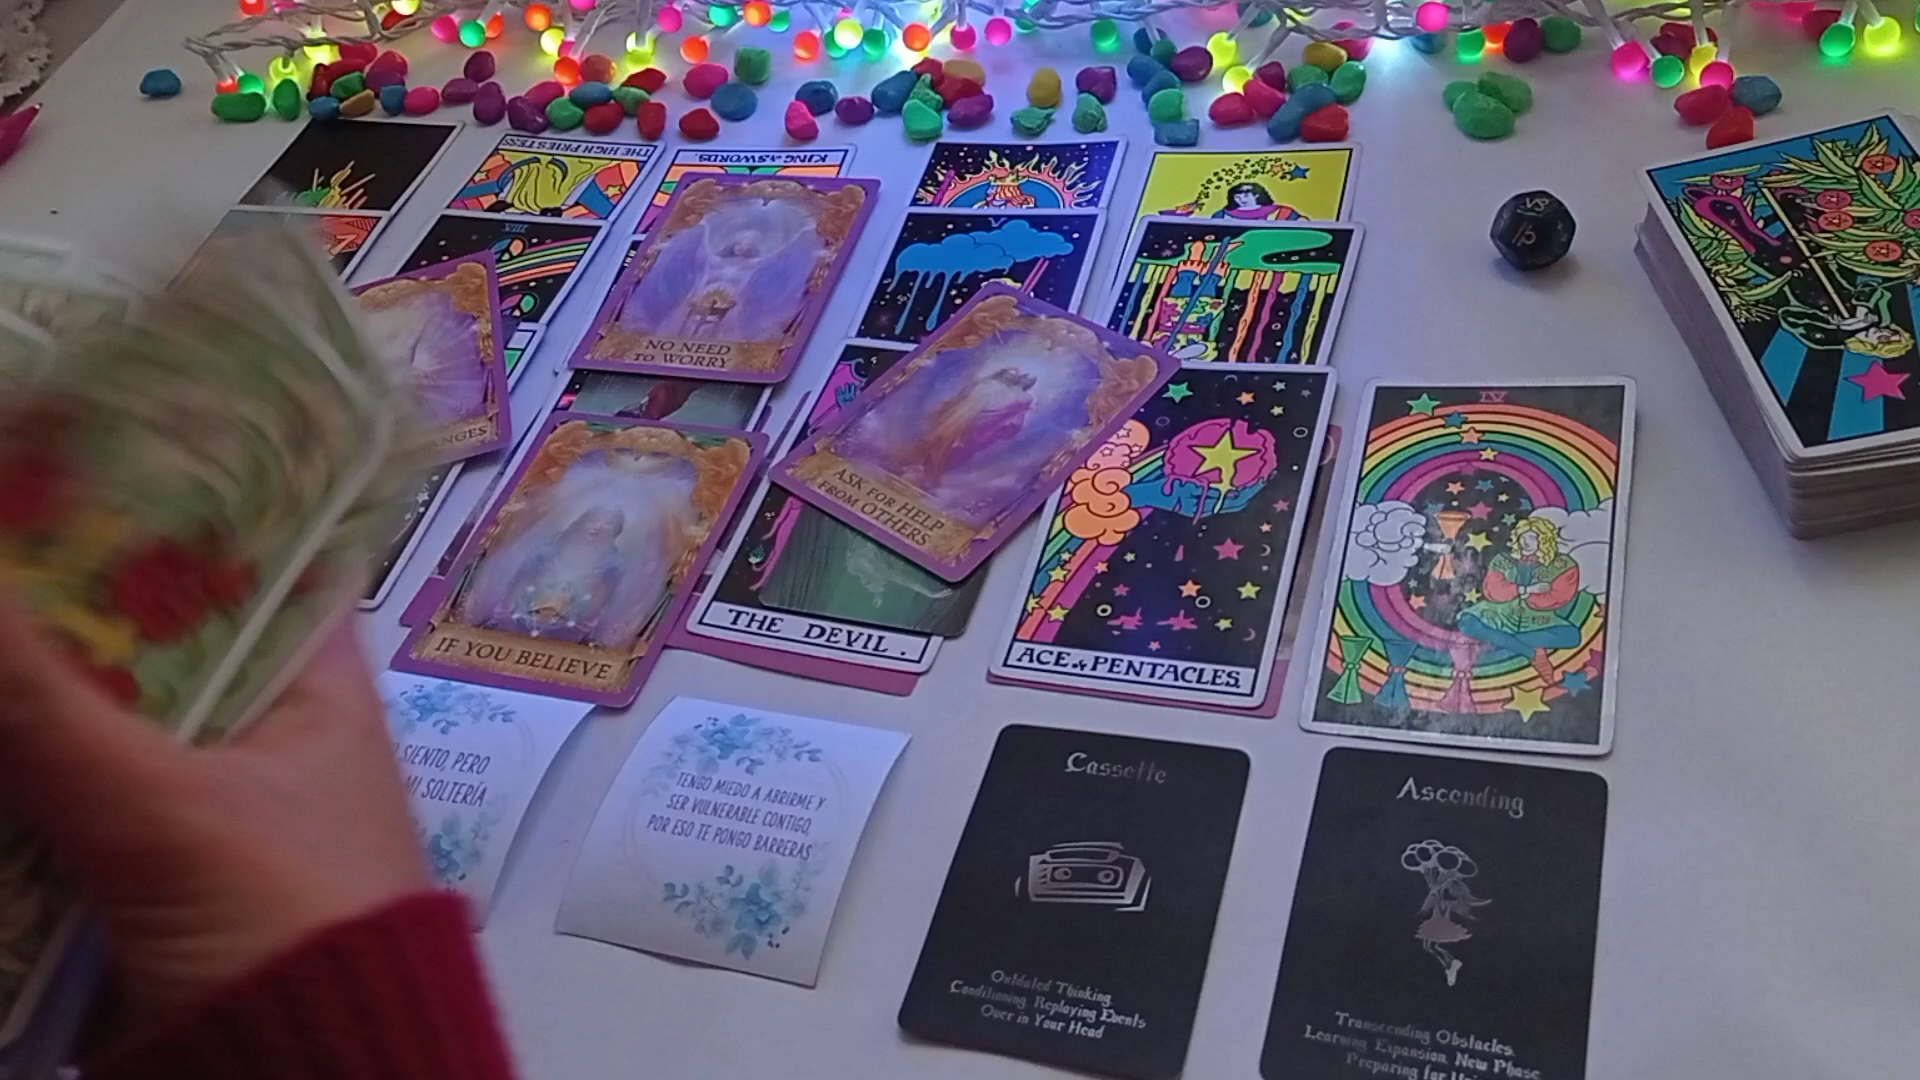 THE HIGH PRIESTESS
KING of SWORDS.
VIII
V
NO NEED
TO WORRY
ANGES
ASK FOR HELP
FROM OTHERS
IF YOU BELIEVE
THE DEVIL.
ACE of PENTACLES.
IV
SIENTO, PERO
MI SOLTERÍA
TENGO MIEDO A ABRIRME Y
SER VULNERABLE CONTIGO,
POR ESO TE PONGO BARRERAS
Cassette
Outdated Thinking.
Conditioning. Replaying Events
Over in Your Head
Ascending
Transcending Obstacles.
Learning. Expansion. New Phase.
Preparing for